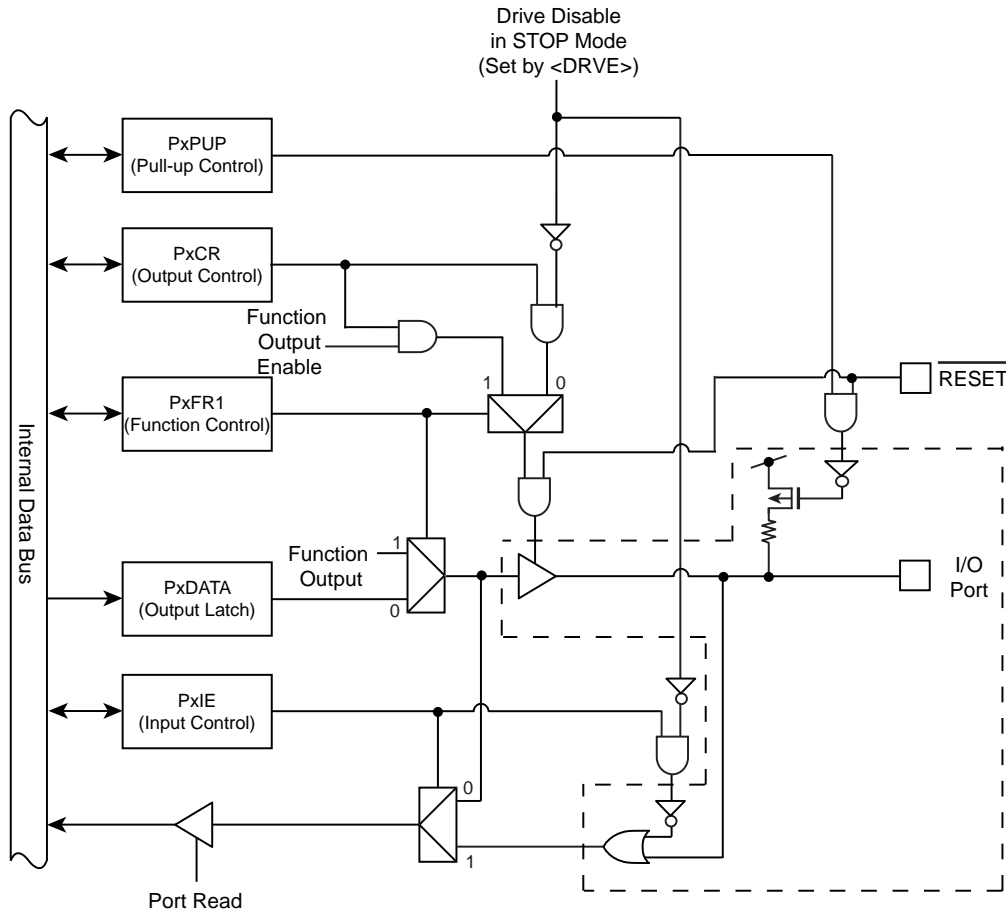 Drive Disable
in STOP Mode
(Set by <DRVE>)
PxPUP
(Pull-up Control)
PxCR
(Output Control)
Function
Output
Enable
1
0
RESET
PxFR1
(Function Control)
Internal Data Bus
Function
Output
1
0
I/O
Port
PxDATA
(Output Latch)
PxIE
(Input Control)
0
1
Port Read